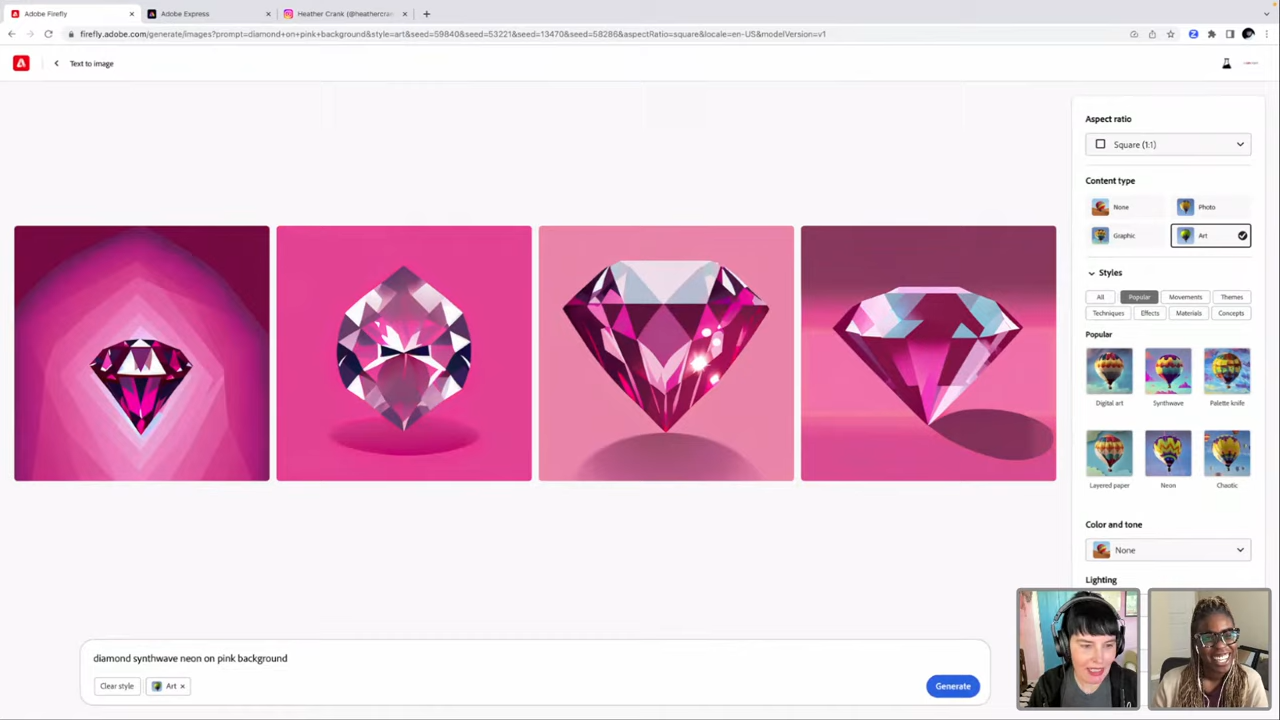 Adobe Firefly
Adobe Express
Heather Crank (@heathercran
firefly.adobe.com/generate/images?prompt=diamond+on+pink+background&style=art&seed=59840&seed=53221&seed=13470&seed=58286&aspectRatio=square&locale=en-US&modelVersion=v1
Text to image
Aspect ratio
Square (1:1)
Content type
None
Photo
Graphic
Art
Styles
All
Popular
Movements
Themes
Techniques
Effects
Materials
Concepts
Popular
Digital art
Synthwave
Palette knife
Layered paper
Neon
Chaotic
Color and tone
None
Lighting
diamond synthwave neon on pink background
Clear style
Art
Generate